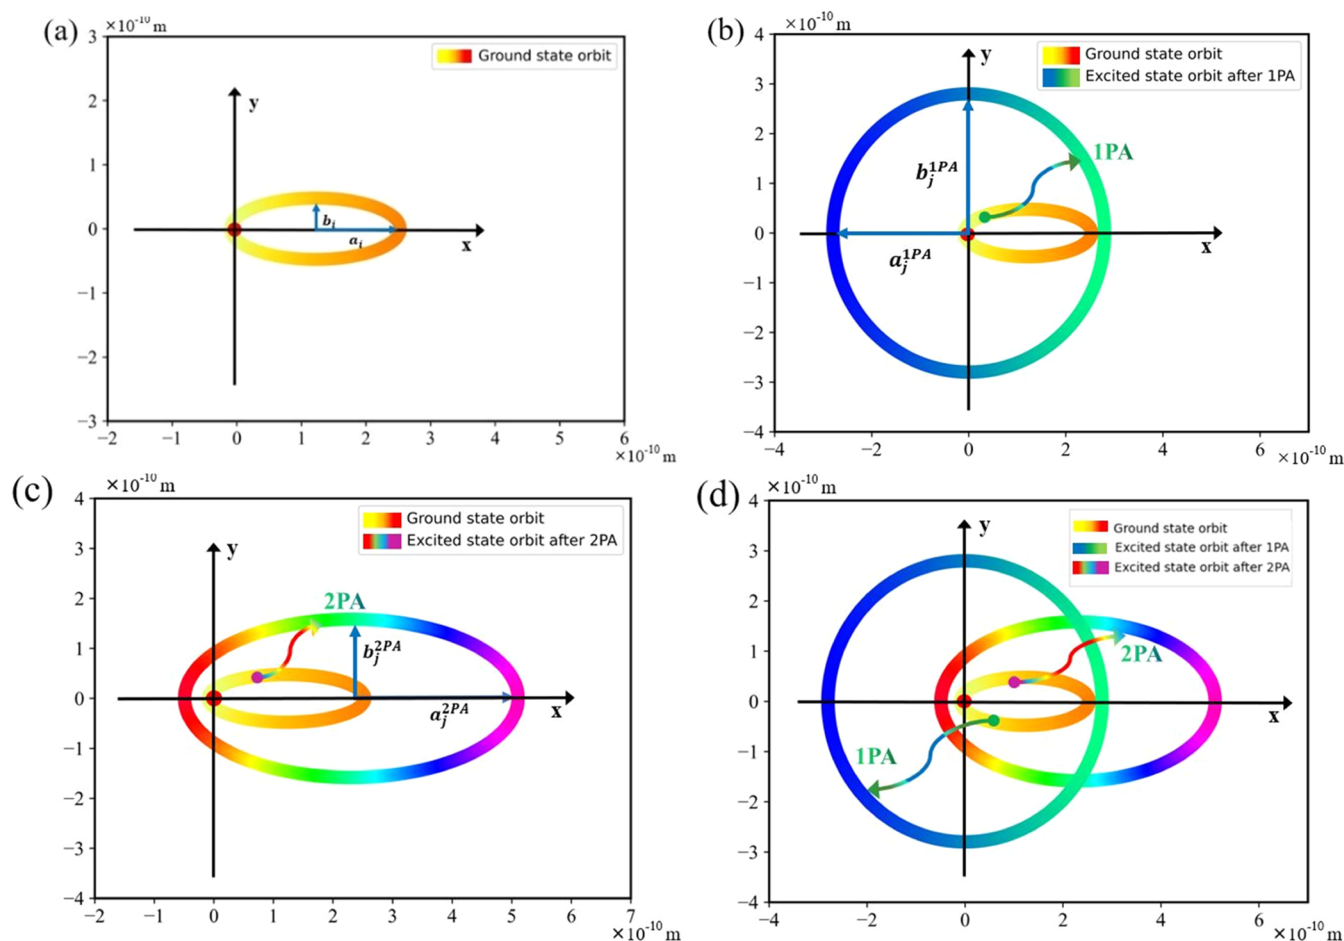 (a)
×10⁻¹⁰ m
3
2
1
0
−1
−2
−3
−2 −1 0 1 2 3 4 5 6
×10⁻¹⁰ m
Ground state orbit
y
x
bᵢ
aᵢ
(b)
×10⁻¹⁰ m
4
3
2
1
0
−1
−2
−3
−4
−4 −2 0 2 4 6
×10⁻¹⁰ m
Ground state orbit
Excited state orbit after 1PA
y
1PA
b_j^{1PA}
a_j^{1PA}
x
(c)
×10⁻¹⁰ m
4
3
2
1
0
−1
−2
−3
−4
−2 −1 0 1 2 3 4 5 6 7
×10⁻¹⁰ m
Ground state orbit
Excited state orbit after 2PA
y
2PA
b_j^{2PA}
a_j^{2PA}
x
(d)
×10⁻¹⁰ m
4
3
2
1
0
−1
−2
−3
−4
−4 −2 0 2 4 6
×10⁻¹⁰ m
Ground state orbit
Excited state orbit after 1PA
Excited state orbit after 2PA
y
2PA
x
1PA